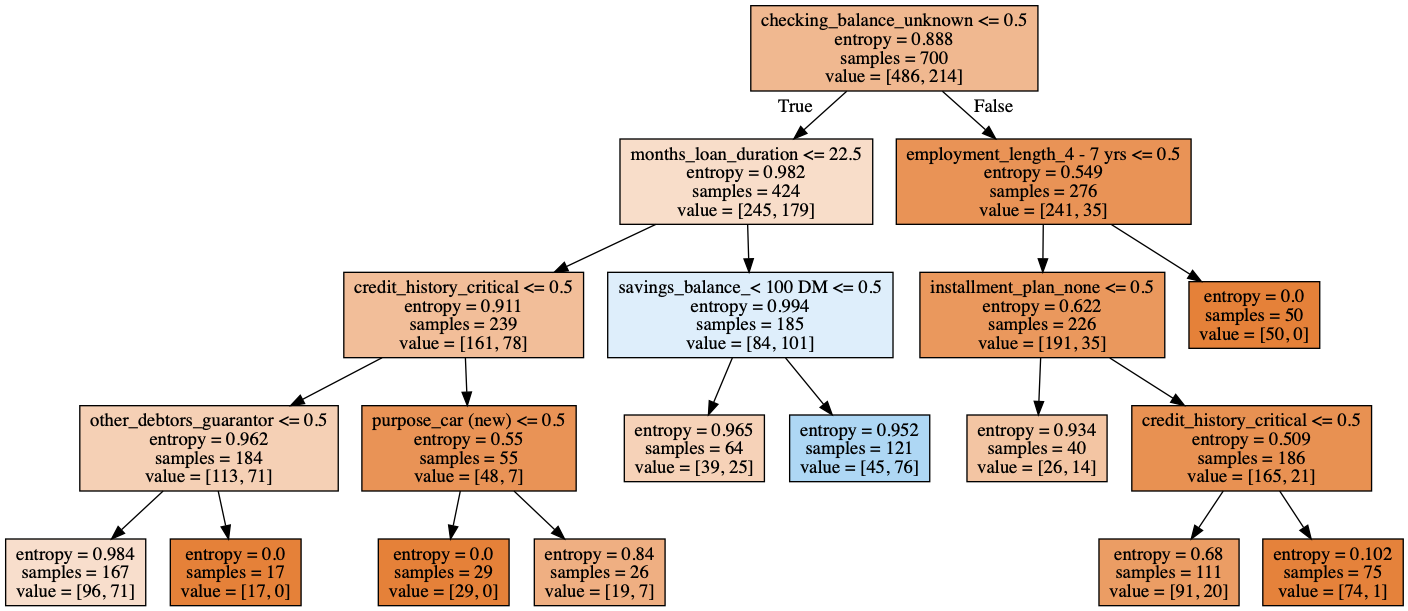 checking_balance_unknown <= 0.5
entropy = 0.888
samples = 700
value = [486, 214]
True
False
months_loan_duration <= 22.5
entropy = 0.982
samples = 424
value = [245, 179]
employment_length_4 - 7 yrs <= 0.5
entropy = 0.549
samples = 276
value = [241, 35]
credit_history_critical <= 0.5
entropy = 0.911
samples = 239
value = [161, 78]
savings_balance_< 100 DM <= 0.5
entropy = 0.994
samples = 185
value = [84, 101]
installment_plan_none <= 0.5
entropy = 0.622
samples = 226
value = [191, 35]
entropy = 0.0
samples = 50
value = [50, 0]
other_debtors_guarantor <= 0.5
entropy = 0.962
samples = 184
value = [113, 71]
purpose_car (new) <= 0.5
entropy = 0.55
samples = 55
value = [48, 7]
entropy = 0.965
samples = 64
value = [39, 25]
entropy = 0.952
samples = 121
value = [45, 76]
entropy = 0.934
samples = 40
value = [26, 14]
credit_history_critical <= 0.5
entropy = 0.509
samples = 186
value = [165, 21]
entropy = 0.984
samples = 167
value = [96, 71]
entropy = 0.0
samples = 17
value = [17, 0]
entropy = 0.0
samples = 29
value = [29, 0]
entropy = 0.84
samples = 26
value = [19, 7]
entropy = 0.68
samples = 111
value = [91, 20]
entropy = 0.102
samples = 75
value = [74, 1]